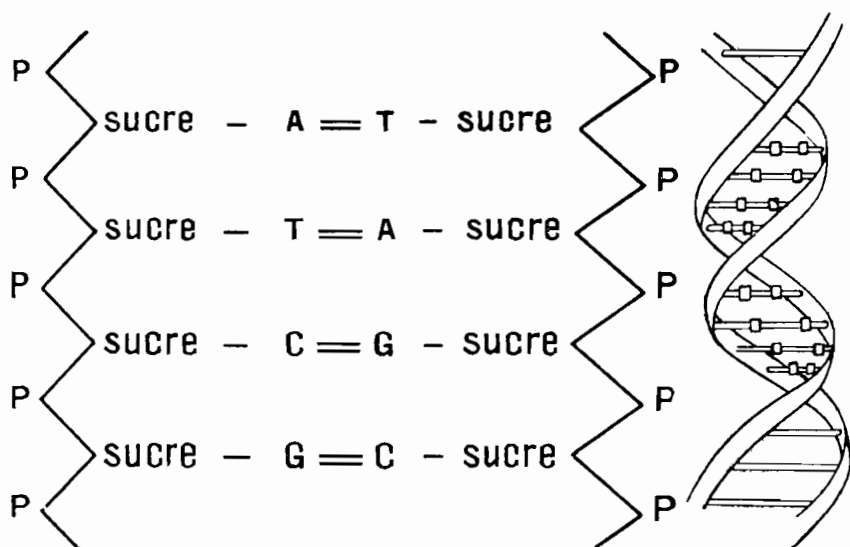 P P
sucre – A = T – sucre
P P
sucre – T = A – sucre
P P
sucre – C = G – sucre
P P
sucre – G = C – sucre
P P